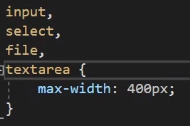 input,
select,
file,
textarea {
    max-width: 400px;
}